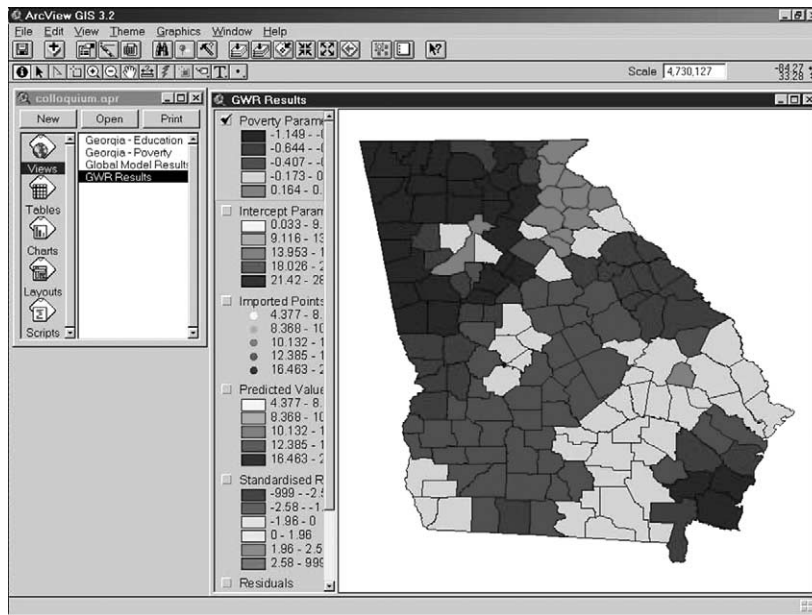 ArcView GIS 3.2
File Edit View Theme Graphics Window Help
Scale 4,730,127
-84.27
33.28
colloquium.apr
New Open Print
Georgia - Education
Georgia - Poverty
Global Model Results
GWR Results
Views
Tables
Charts
Layouts
Scripts
GWR Results
Poverty Param
-1.149 -
-0.644 -
-0.407 -
-0.173 - 0
0.164 - 0.
Intercept Param
0.033 - 9.
9.116 - 13
13.953 - 1
18.026 - 2
21.42 - 28
Imported Points
4.377 - 8.
8.368 - 10
10.132 - 1
12.385 - 1
16.463 - 2
Predicted Value
4.377 - 8.
8.368 - 10
10.132 - 1
12.385 - 1
16.463 - 2
Standardised R
-999 - -2.5
-2.58 - -1.
-1.96 - 0
0 - 1.96
1.96 - 2.5
2.58 - 999
Residuals